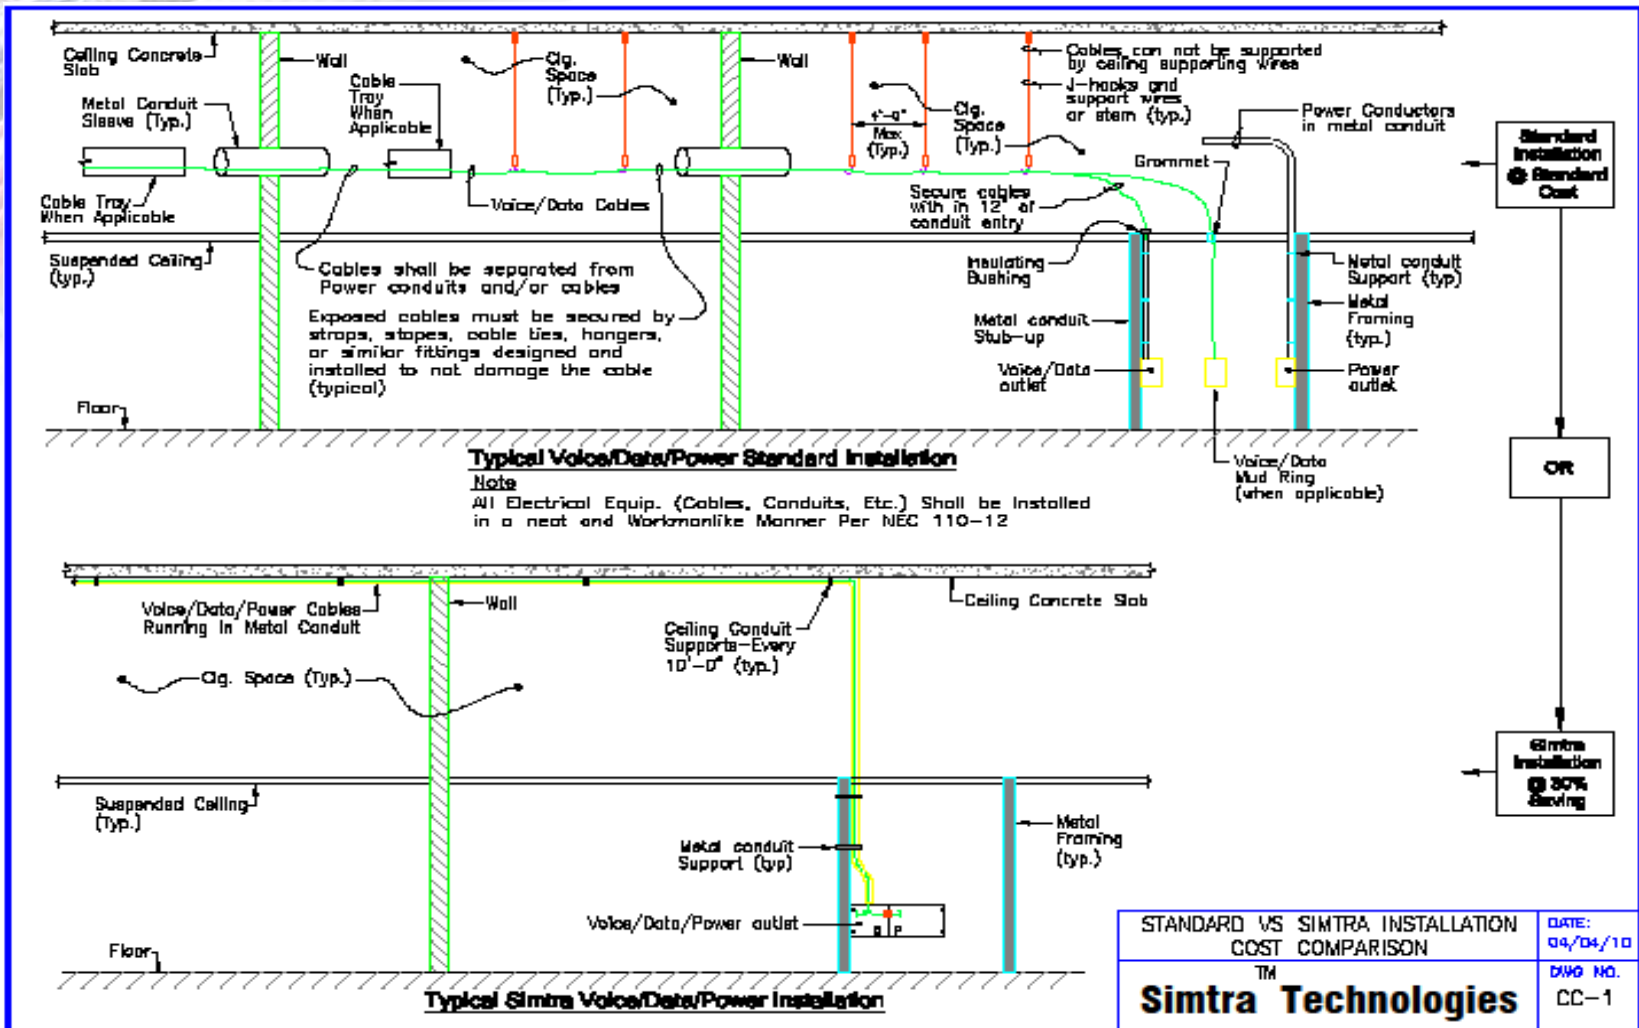 Ceiling Concrete
Slab
Wall
Clg.
Space
(Typ.)
Wall
Cables can not be supported
by ceiling supporting wires
Cable
Tray
When
Applicable
Metal Conduit
Sleeve (Typ.)
J-hooks and
support wires
or stem (typ.)
4'-0"
Max
(Typ.)
Clg.
Space
(Typ.)
Power Conductors
in metal conduit
Standard
Installation
@ Standard
Cost
Grommet
Cable Tray
When Applicable
Voice/Data Cables
Secure cables
with in 12" of
conduit entry
Suspended Ceiling
(typ.)
Cables shall be separated from
Power conduits and/or cables
Insulating
Bushing
Metal conduit
Support (typ)
Exposed cables must be secured by
straps, stapes, cable ties, hangers,
or similar fittings designed and
installed to not damage the cable
(typical)
Metal conduit
Stub-up
Metal
Framing
(typ.)
Voice/Data
outlet
Power
outlet
Floor
Typical Voice/Data/Power Standard Installation
Note
All Electrical Equip. (Cables, Conduits, Etc.) Shall be Installed
in a neat and Workmanlike Manner Per NEC 110-12
Voice/Data
Mud Ring
(when applicable)
OR
Voice/Data/Power Cables
Running In Metal Conduit
Wall
Ceiling Conduit
Supports-Every
10'-0" (typ.)
Ceiling Concrete Slab
Clg. Space (Typ.)
Simtra
Installation
@ 30%
Saving
Suspended Ceiling
(Typ.)
Metal conduit
Support (typ)
Metal
Framing
(typ.)
Voice/Data/Power outlet
D P
Floor
Typical Simtra Voice/Data/Power Installation
STANDARD VS SIMTRA INSTALLATION
COST COMPARISON
DATE:
04/04/10
TM
Simtra Technologies
DWG NO.
CC-1